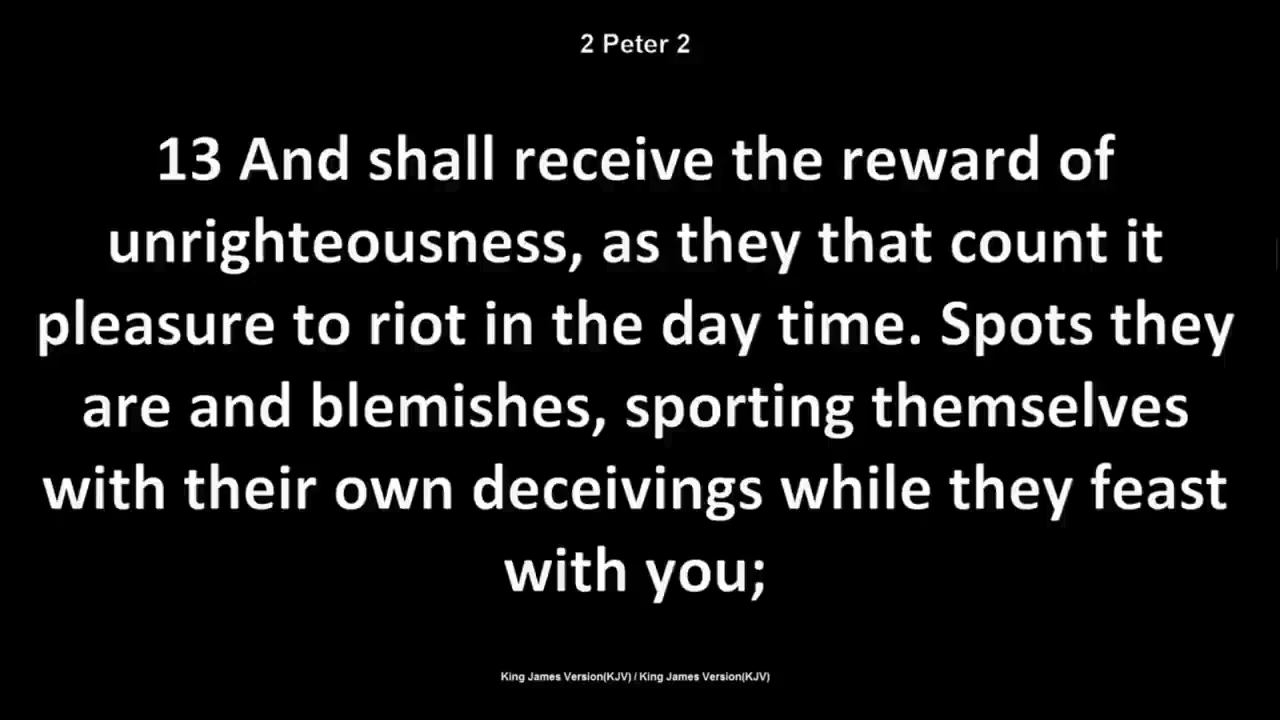 2 Peter 2
13 And shall receive the reward of
unrighteousness, as they that count it
pleasure to riot in the day time. Spots they
are and blemishes, sporting themselves
with their own deceivings while they feast
with you;
King James Version(KJV) / King James Version(KJV)